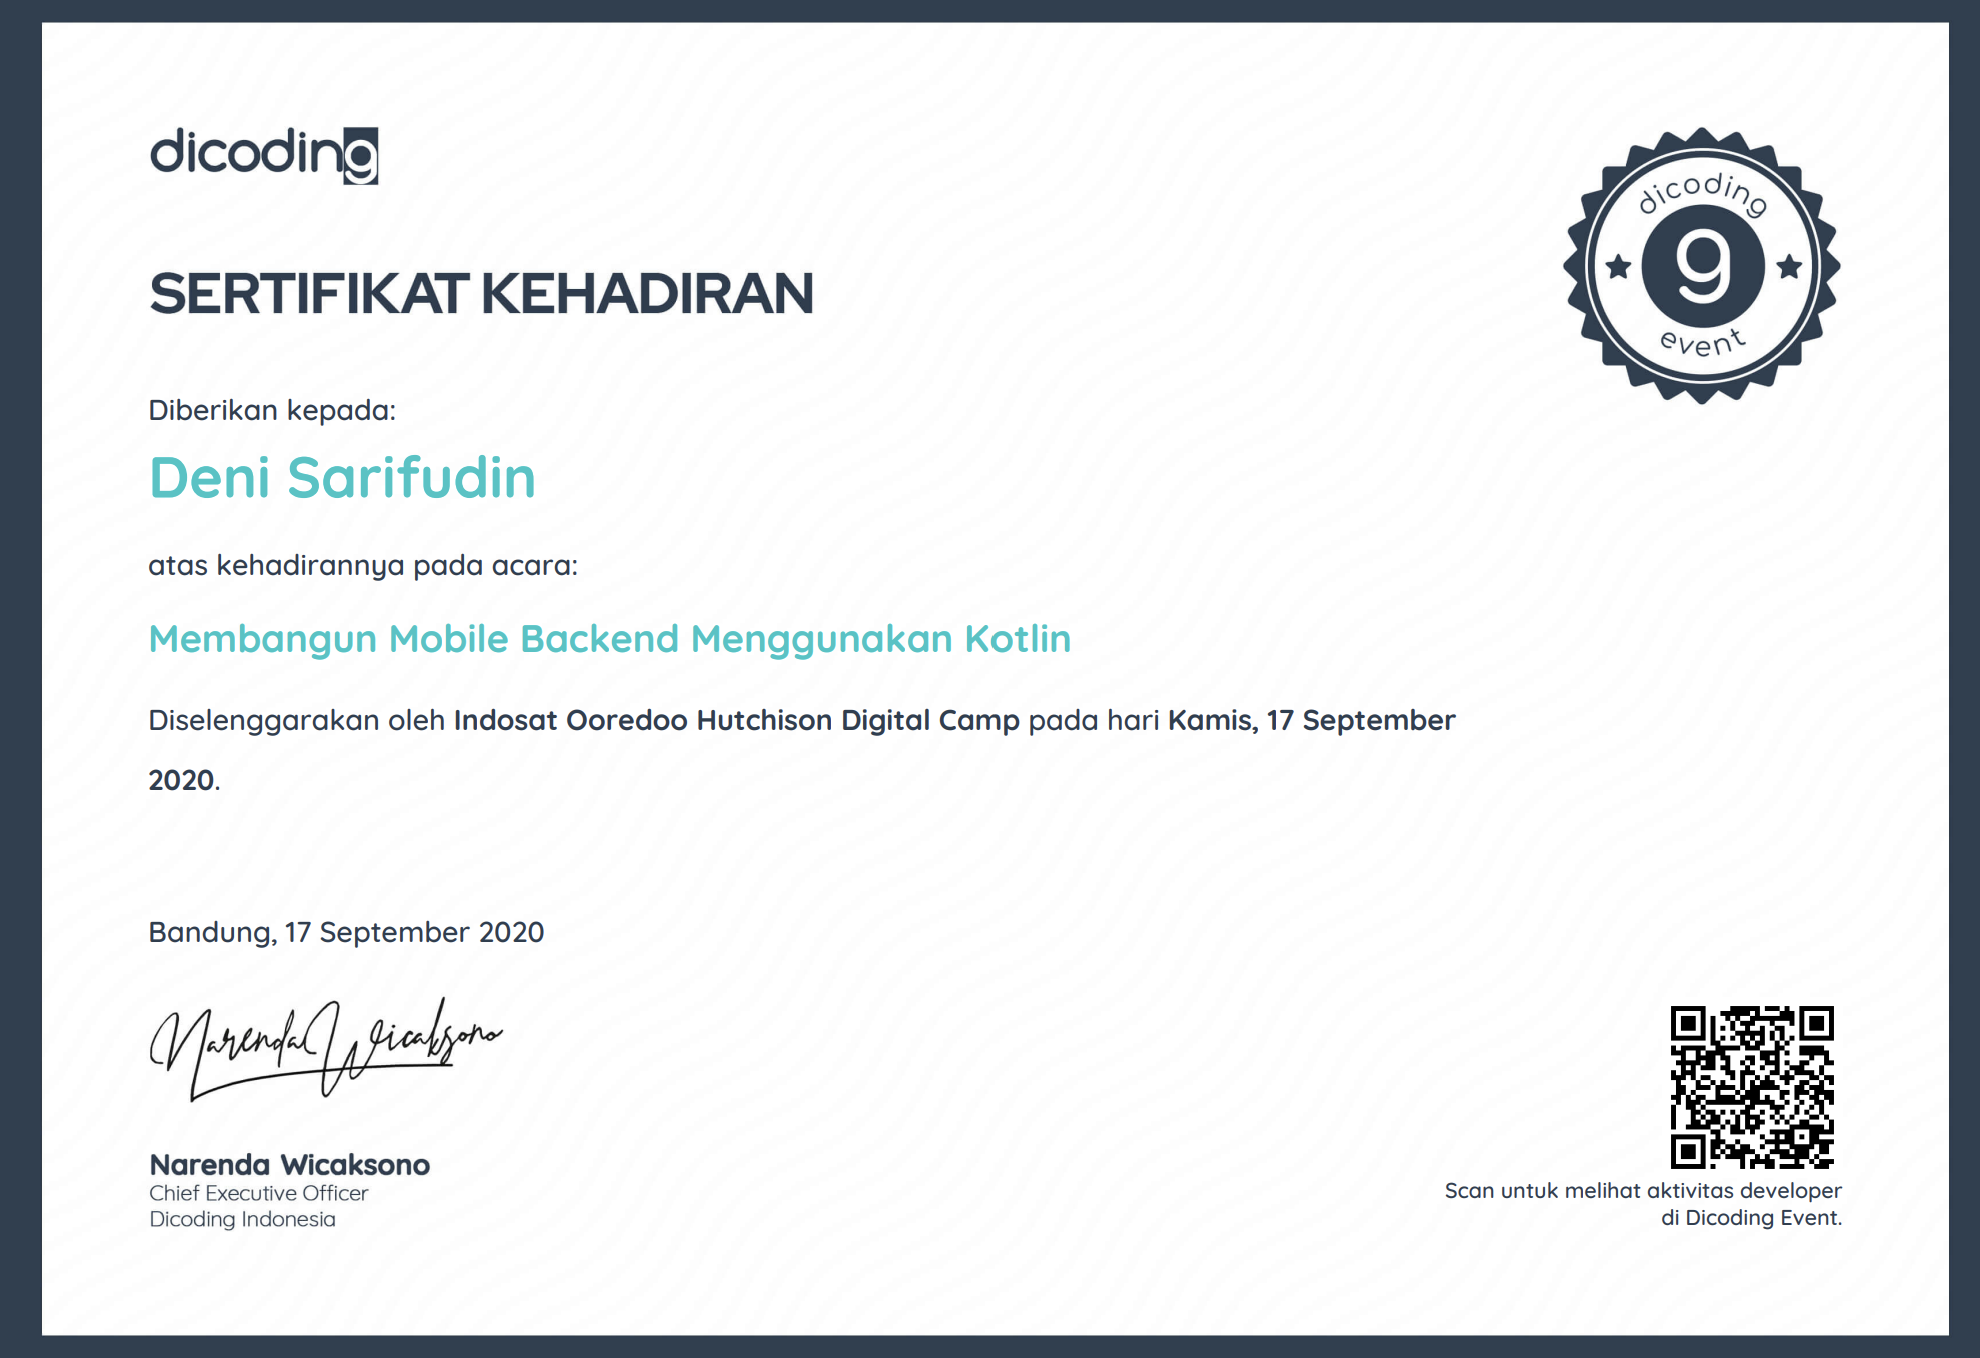 dicoding
SERTIFIKAT KEHADIRAN
dicoding
g
event
Diberikan kepada:
Deni Sarifudin
atas kehadirannya pada acara:
Membangun Mobile Backend Menggunakan Kotlin
Diselenggarakan oleh Indosat Ooredoo Hutchison Digital Camp pada hari Kamis, 17 September
2020.
Bandung, 17 September 2020
Narenda Wicaksono
Narenda Wicaksono
Chief Executive Officer
Dicoding Indonesia
Scan untuk melihat aktivitas developer
di Dicoding Event.